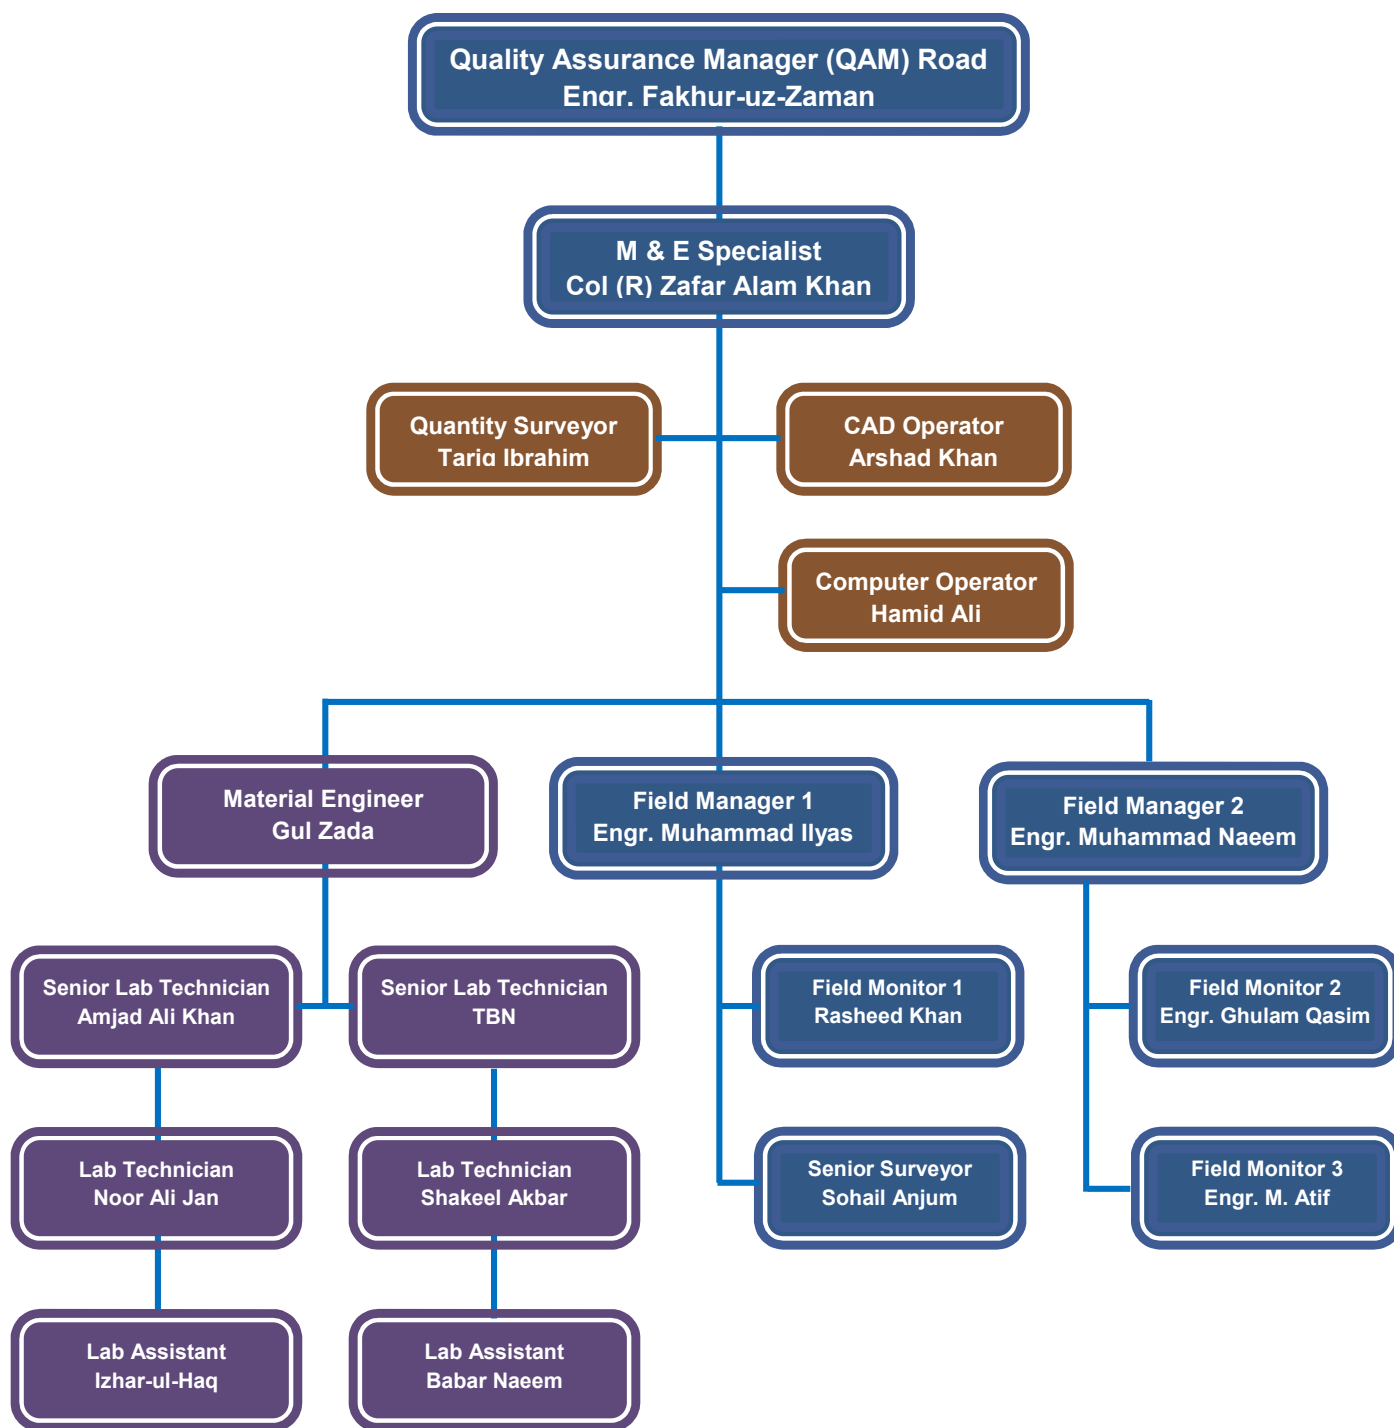 Quality Assurance Manager (QAM) Road
Engr. Fakhur-uz-Zaman
M & E Specialist
Col (R) Zafar Alam Khan
Quantity Surveyor
Tariq Ibrahim
CAD Operator
Arshad Khan
Computer Operator
Hamid Ali
Material Engineer
Gul Zada
Field Manager 1
Engr. Muhammad Ilyas
Field Manager 2
Engr. Muhammad Naeem
Senior Lab Technician
Amjad Ali Khan
Senior Lab Technician
TBN
Field Monitor 1
Rasheed Khan
Field Monitor 2
Engr. Ghulam Qasim
Lab Technician
Noor Ali Jan
Lab Technician
Shakeel Akbar
Senior Surveyor
Sohail Anjum
Field Monitor 3
Engr. M. Atif
Lab Assistant
Izhar-ul-Haq
Lab Assistant
Babar Naeem